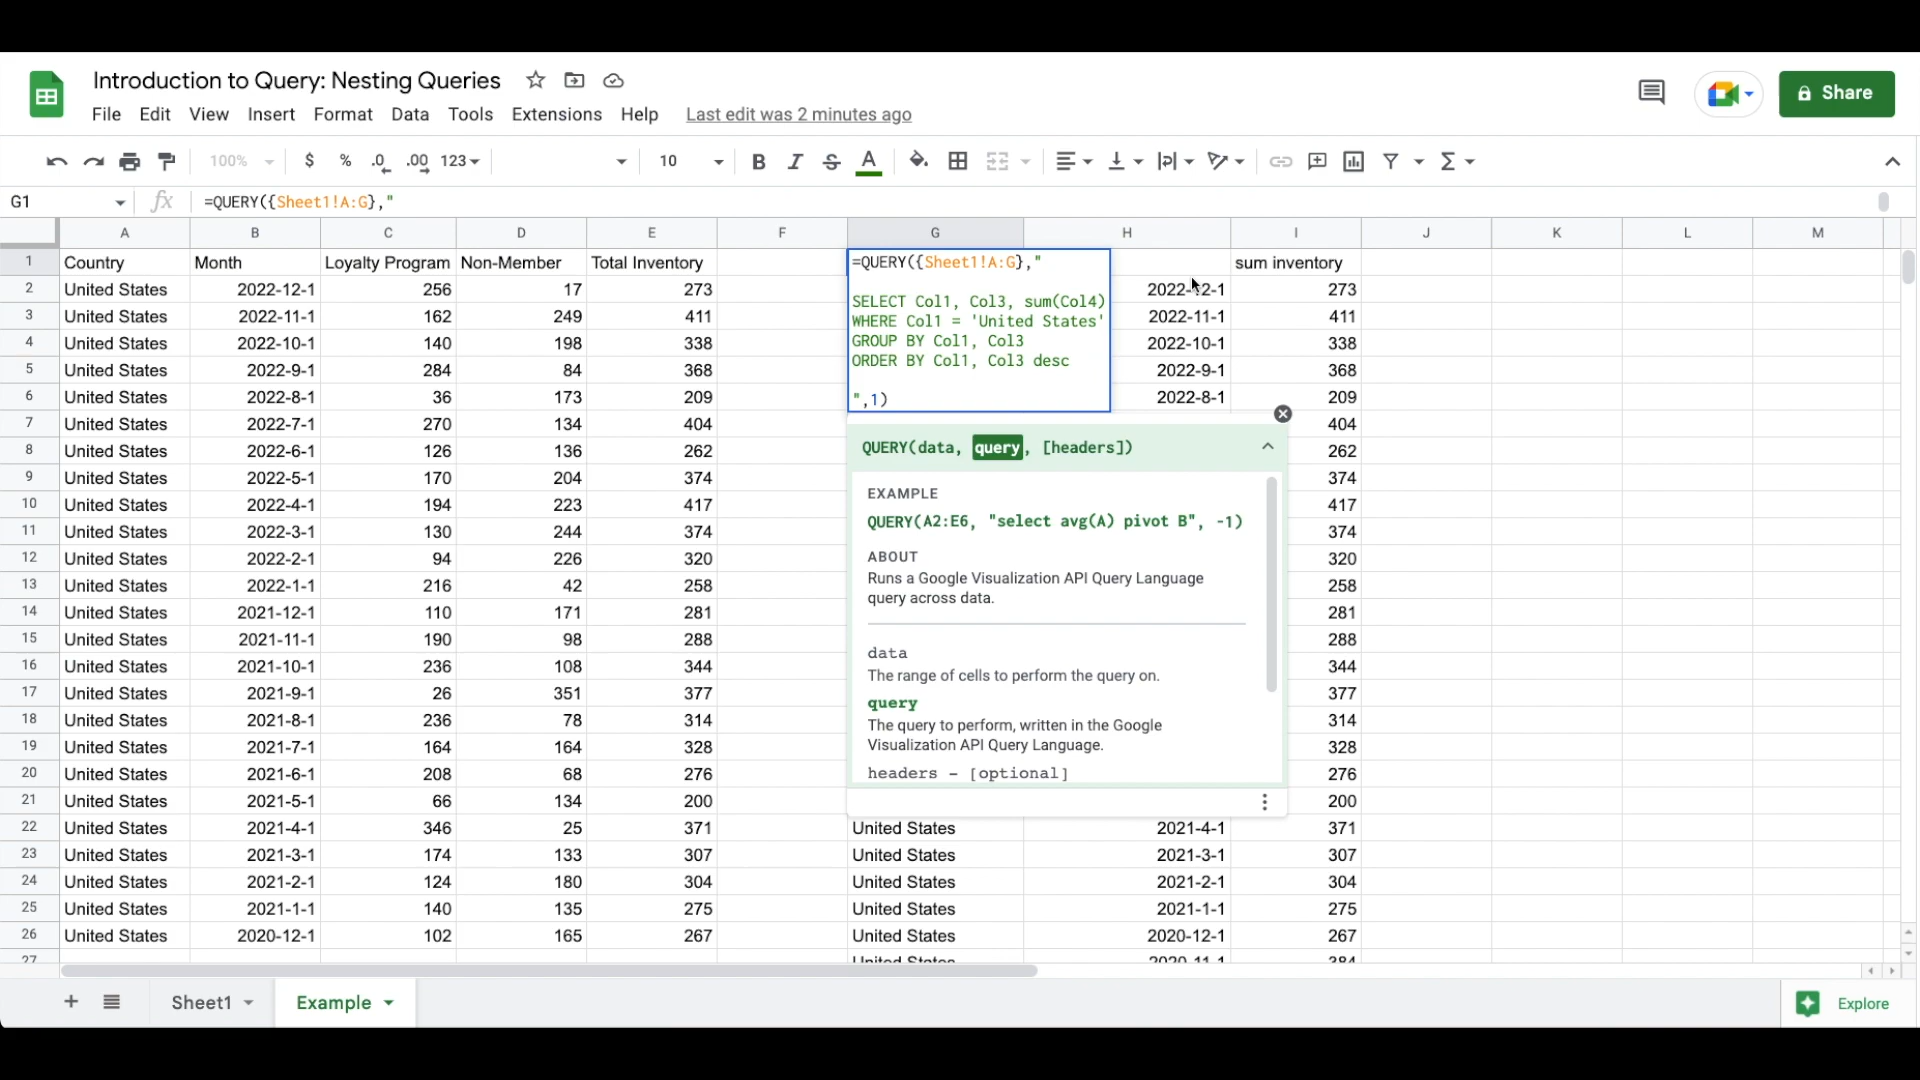 Introduction to Query: Nesting Queries
File Edit View Insert Format Data Tools Extensions Help Last edit was 2 minutes ago
Share
100% $ % .0 .00 123 10 B I S A
G1 fx =QUERY({Sheet1!A:G},"
A B C D E F G H I J K L M
1 Country Month Loyalty Program Non-Member Total Inventory =QUERY({Sheet1!A:G}," sum inventory
2 United States 2022-12-1 256 17 273 2022-12-1 273
SELECT Col1, Col3, sum(Col4)
3 United States 2022-11-1 162 249 411 WHERE Col1 = 'United States' 2022-11-1 411
4 United States 2022-10-1 140 198 338 GROUP BY Col1, Col3 2022-10-1 338
5 United States 2022-9-1 284 84 368 ORDER BY Col1, Col3 desc 2022-9-1 368
6 United States 2022-8-1 36 173 209 ",1) 2022-8-1 209
7 United States 2022-7-1 270 134 404 404
8 United States 2022-6-1 126 136 262 QUERY(data, query, [headers]) 262
9 United States 2022-5-1 170 204 374 374
EXAMPLE
10 United States 2022-4-1 194 223 417 417
QUERY(A2:E6, "select avg(A) pivot B", -1)
11 United States 2022-3-1 130 244 374 374
12 United States 2022-2-1 94 226 320 ABOUT 320
13 United States 2022-1-1 216 42 258 Runs a Google Visualization API Query Language 258
query across data.
14 United States 2021-12-1 110 171 281 281
15 United States 2021-11-1 190 98 288 data 288
16 United States 2021-10-1 236 108 344 The range of cells to perform the query on. 344
17 United States 2021-9-1 26 351 377 query 377
18 United States 2021-8-1 236 78 314 The query to perform, written in the Google 314
19 United States 2021-7-1 164 164 328 Visualization API Query Language. 328
20 United States 2021-6-1 208 68 276 headers - [optional] 276
21 United States 2021-5-1 66 134 200 200
22 United States 2021-4-1 346 25 371 United States 2021-4-1 371
23 United States 2021-3-1 174 133 307 United States 2021-3-1 307
24 United States 2021-2-1 124 180 304 United States 2021-2-1 304
25 United States 2021-1-1 140 135 275 United States 2021-1-1 275
26 United States 2020-12-1 102 165 267 United States 2020-12-1 267
27 United States 2020-11-1 384
Sheet1 Example Explore